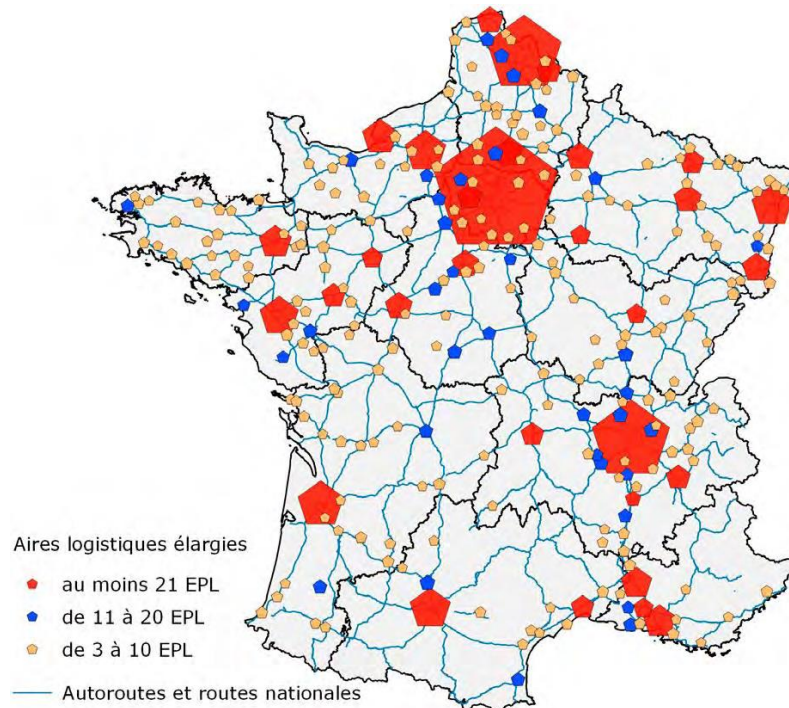 Aires logistiques élargies
au moins 21 EPL
de 11 à 20 EPL
de 3 à 10 EPL
Autoroutes et routes nationales